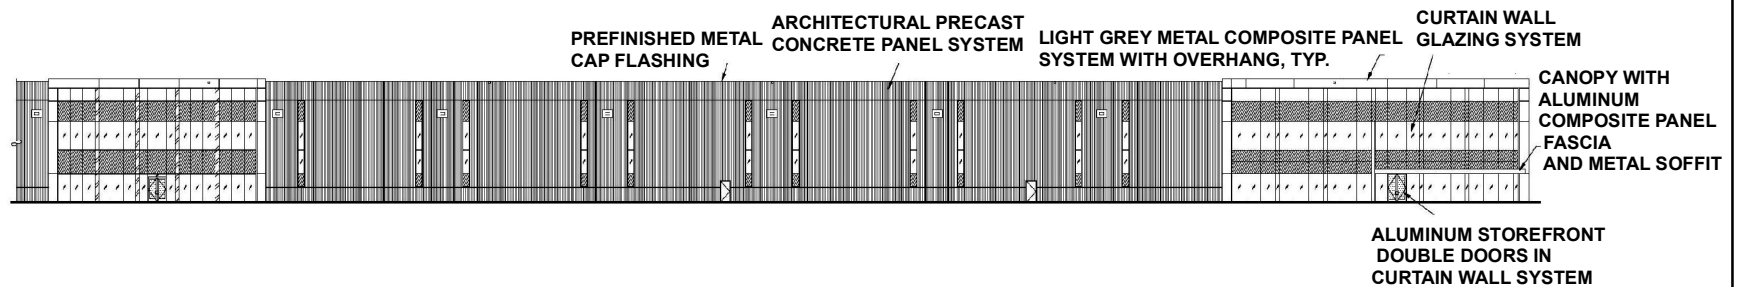 PREFINISHED METAL
CAP FLASHING
ARCHITECTURAL PRECAST
CONCRETE PANEL SYSTEM
LIGHT GREY METAL COMPOSITE PANEL
SYSTEM WITH OVERHANG, TYP.
CURTAIN WALL
GLAZING SYSTEM
CANOPY WITH
ALUMINUM
COMPOSITE PANEL
FASCIA
AND METAL SOFFIT
ALUMINUM STOREFRONT
DOUBLE DOORS IN
CURTAIN WALL SYSTEM